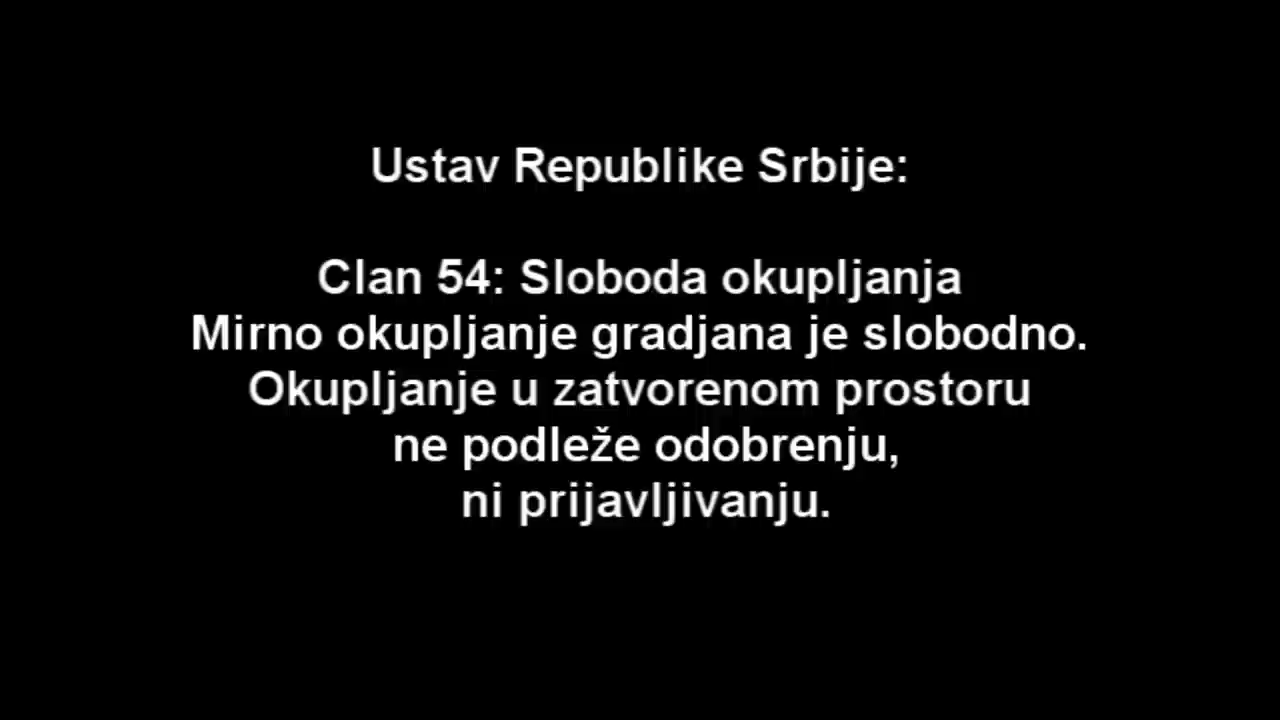 Ustav Republike Srbije:
Clan 54: Sloboda okupljanja
Mirno okupljanje gradjana je slobodno.
Okupljanje u zatvorenom prostoru
ne podleže odobrenju,
ni prijavljivanju.